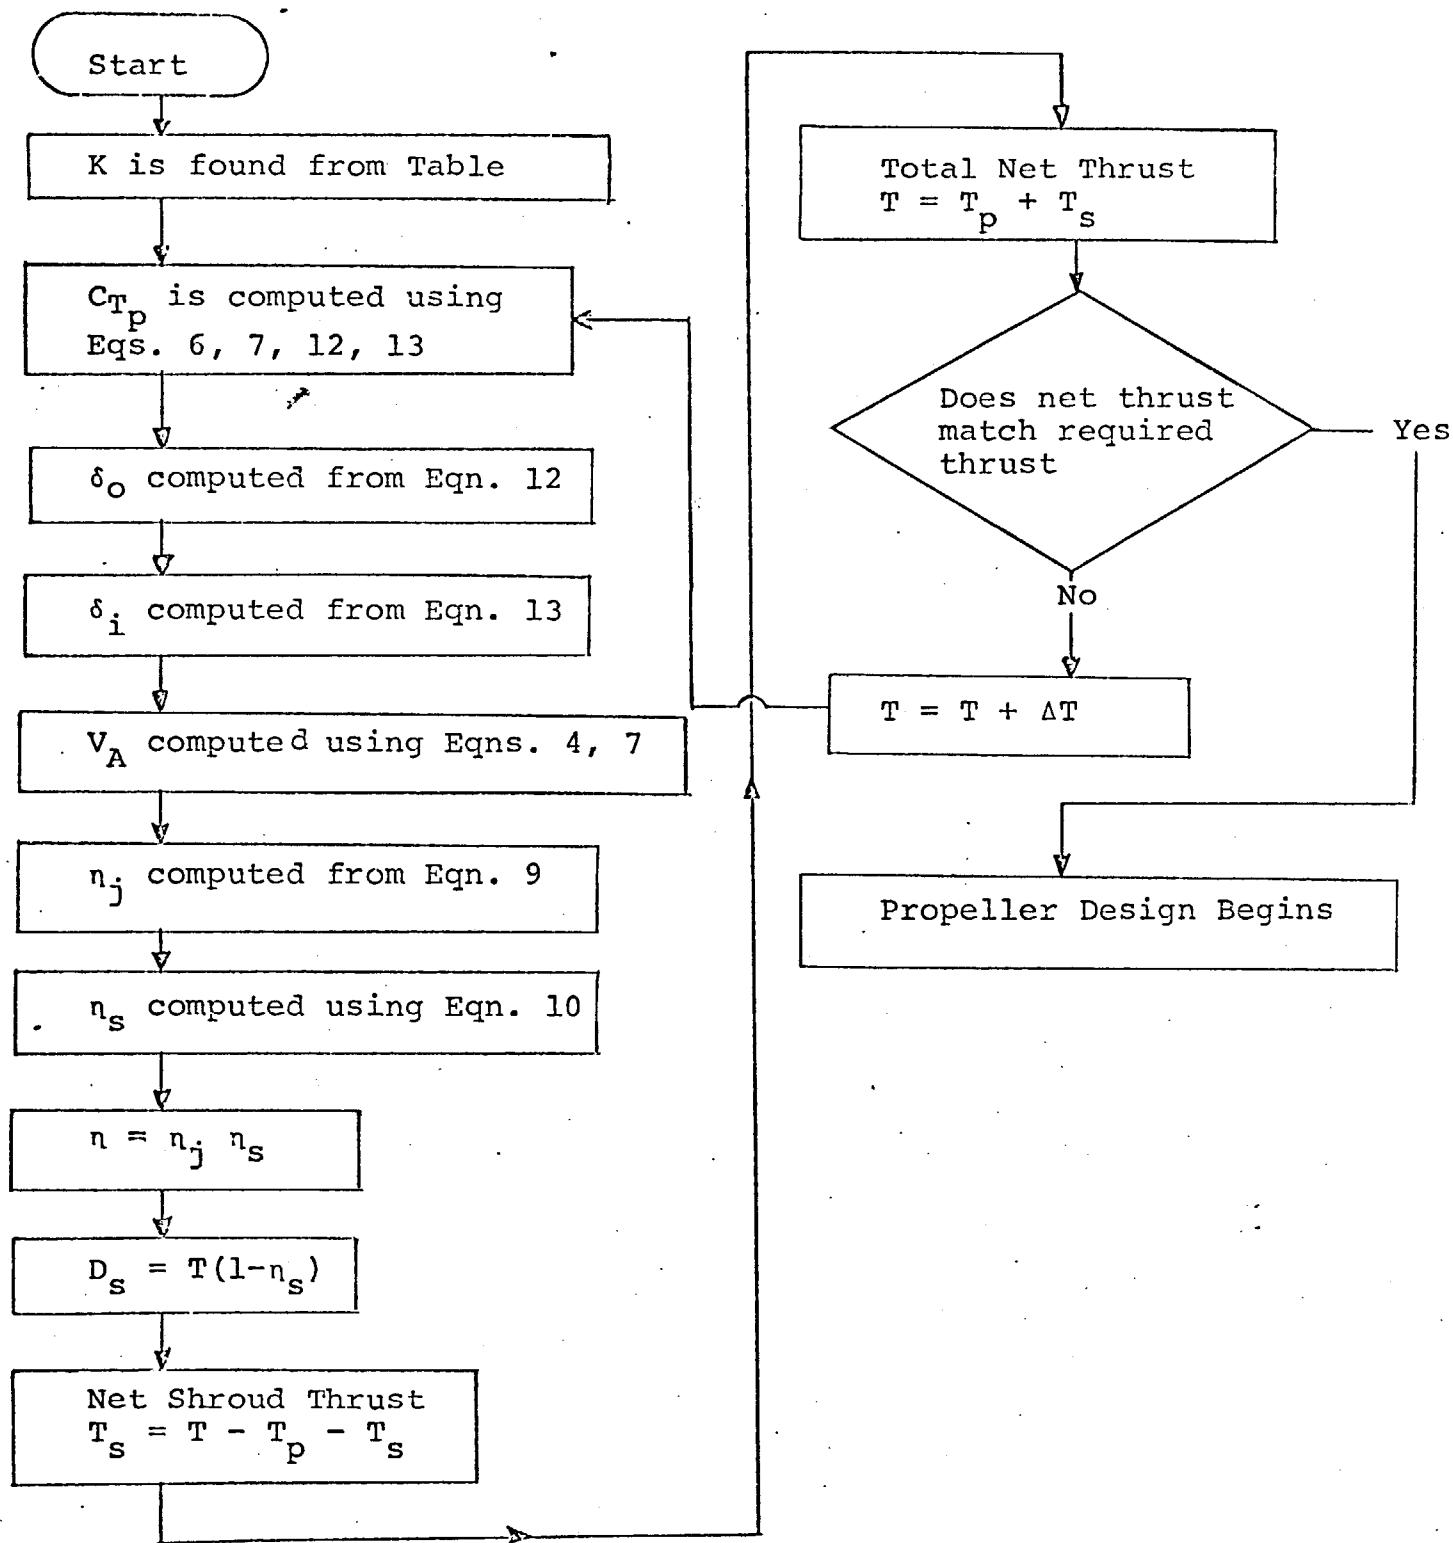 Start
K is found from Table
C_{T_p} is computed using
Eqs. 6, 7, 12, 13
δ_o computed from Eqn. 12
δ_i computed from Eqn. 13
V_A computed using Eqns. 4, 7
η_j computed from Eqn. 9
η_s computed using Eqn. 10
η = η_j η_s
D_s = T(1-η_s)
Net Shroud Thrust
T_s = T - T_p - T_s
Total Net Thrust
T = T_p + T_s
Does net thrust
match required
thrust
Yes
No
T = T + ΔT
Propeller Design Begins